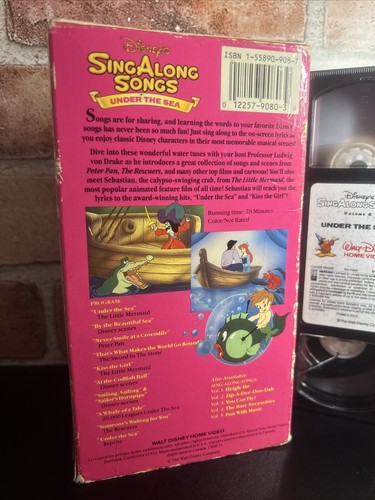 Disney's
SING ALONG
SONGS
UNDER THE SEA
ISBN 1-55890-908-7
0 12257-9080-3
Songs are for sharing, and learning the words to your favorite Disney
songs has never been so much fun! Just sing along to the on-screen lyrics as
you enjoy classic Disney characters in their most memorable musical scenes!
Dive into these wonderful water tunes with your host Professor Ludwig
von Drake as he introduces a great collection of songs and scenes from
Peter Pan, The Rescuers, and many other top films and cartoons! You'll also
meet Sebastian, the calypso-singing crab, from The Little Mermaid, the
most popular animated feature film of all time! Sebastian will teach you the
lyrics to the award-winning hits, "Under the Sea" and "Kiss the Girl"!
Running time: 28 Minutes
Color/Not Rated
PROGRAM:
"Under the Sea"
The Little Mermaid
"By the Beautiful Sea"
Disney scenes
"Never Smile at a Crocodile"
Peter Pan
"That's What Makes the World Go Round"
The Sword In The Stone
"Kiss the Girl"
The Little Mermaid
"At the Codfish Ball"
Disney scenes
"Sailing, Sailing" &
"Sailor's Hornpipe"
Disney scenes
"A Whale of a Tale"
20,000 Leagues Under The Sea
"Someone's Waiting for You"
The Rescuers
"Under the Sea"
Reprise
Also Available
SING ALONG SONGS:
Vol. 1: Heigh-Ho
Vol. 2: Zip-A-Dee-Doo-Dah
Vol. 3: You Can Fly!
Vol. 4: The Bare Necessities
Vol. 5: Fun With Music
WALT DISNEY HOME VIDEO
Disney's
SING ALONG S
Volume 6
UNDER THE S
Walt D
HOME VIDE